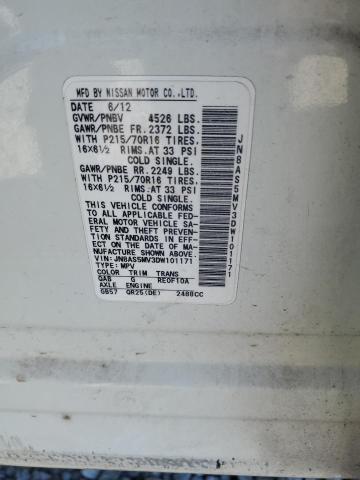 MFD BY NISSAN MOTOR CO.,LTD.
DATE 6/12
GVWR/PNBV 4526 LBS.
GAWR/PNBE FR. 2372 LBS.
WITH P215/70R16 TIRES,
16X6½ RIMS.AT 33 PSI
COLD SINGLE.
GAWR/PNBE RR. 2249 LBS.
WITH P215/70R16 TIRES,
16X6½ RIMS.AT 33 PSI
COLD SINGLE.
THIS VEHICLE CONFORMS
TO ALL APPLICABLE FED-
ERAL MOTOR VEHICLE SA-
FETY AND THEFT PREVEN-
TION STANDARDS IN EFF-
ECT ON THE DATE OF MA-
NUFACTURE SHOWN ABOVE.
VIN: JN8AS5MV3DW101171
TYPE: MPV
COLOR TRIM TRANS
QAB G RE0F10A
AXLE ENGINE
GB57 QR25(DE) 2488CC
JN8AS5MV3DW101171